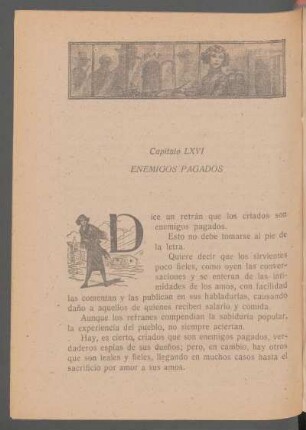 Capítulo LXVI
ENEMIGOS PAGADOS
Dice un refrán que los criados son
enemigos pagados.
Esto no debe tomarse al pie de
la letra.
Quiere decir que los sirvientes
poco fieles, como oyen las conver-
saciones y se enteran de las inti-
midades de los amos, con facilidad
las comentan y las publican en sus habladurías, causando
daño a aquellos de quienes reciben salario y comida.
Aunque los refranes compendian la sabiduría popular,
la experiencia del pueblo, no siempre aciertan.
Hay, es cierto, criados que son enemigos pagados, ver-
daderos espías de sus dueños; pero, en cambio, hay otros
que son leales y fieles, llegando en muchos casos hasta el
sacrificio por amor a sus amos.